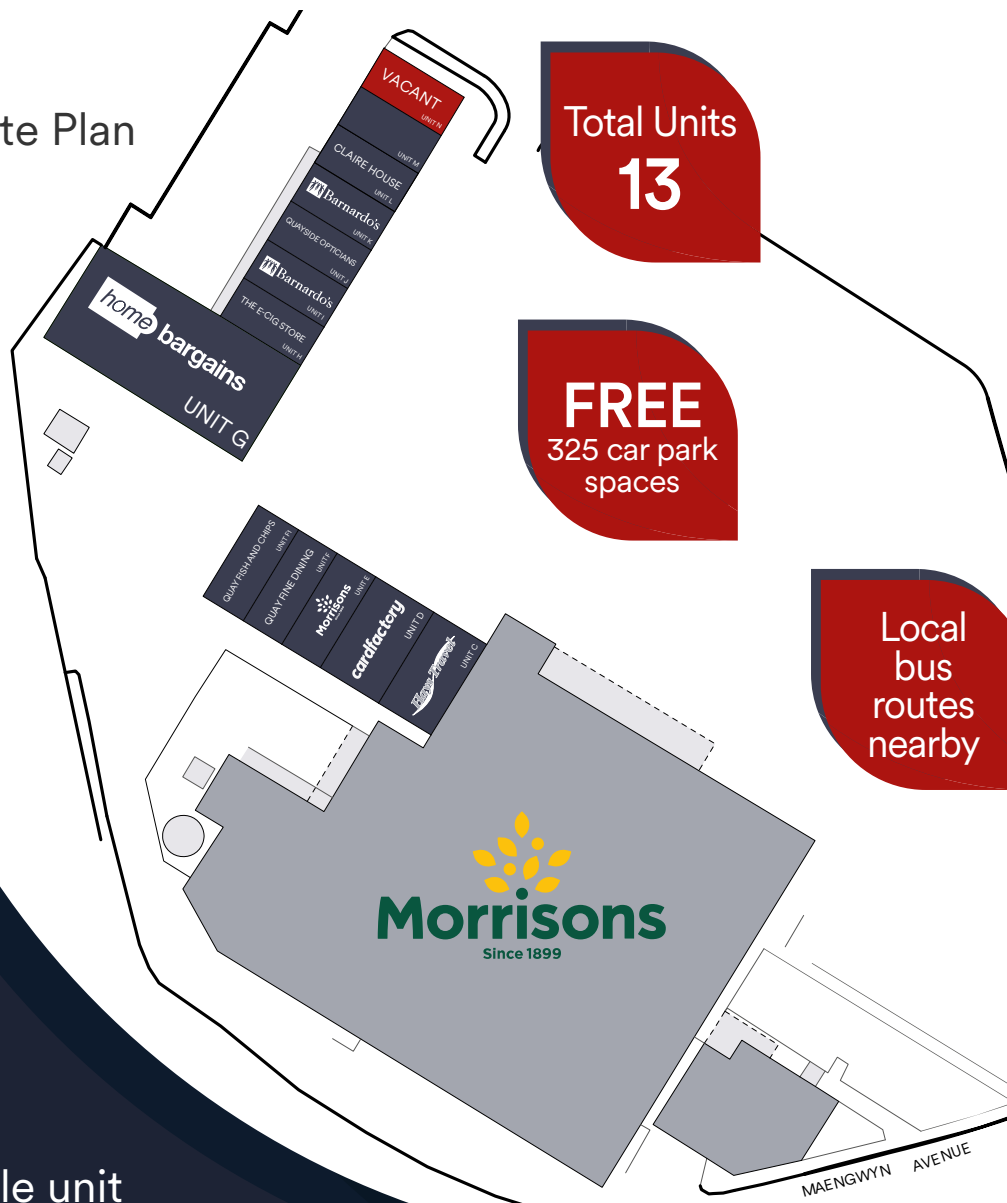 te Plan
VACANT
UNIT N
UNIT M
CLAIRE HOUSE
UNIT L
Barnardo's
UNIT K
QUAYSIDE OPTICIANS
UNIT J
Barnardo's
UNIT I
THE E-CIG STORE
UNIT H
home bargains
UNIT G
Total Units
13
FREE
325 car park
spaces
Local
bus
routes
nearby
QUAY FISH AND CHIPS
UNIT F1
QUAY FINE DINING
UNIT F
Morrisons
UNIT E
cardfactory
UNIT D
Hays Travel
UNIT C
Morrisons
Since 1899
MAENGWYN AVENUE
le unit